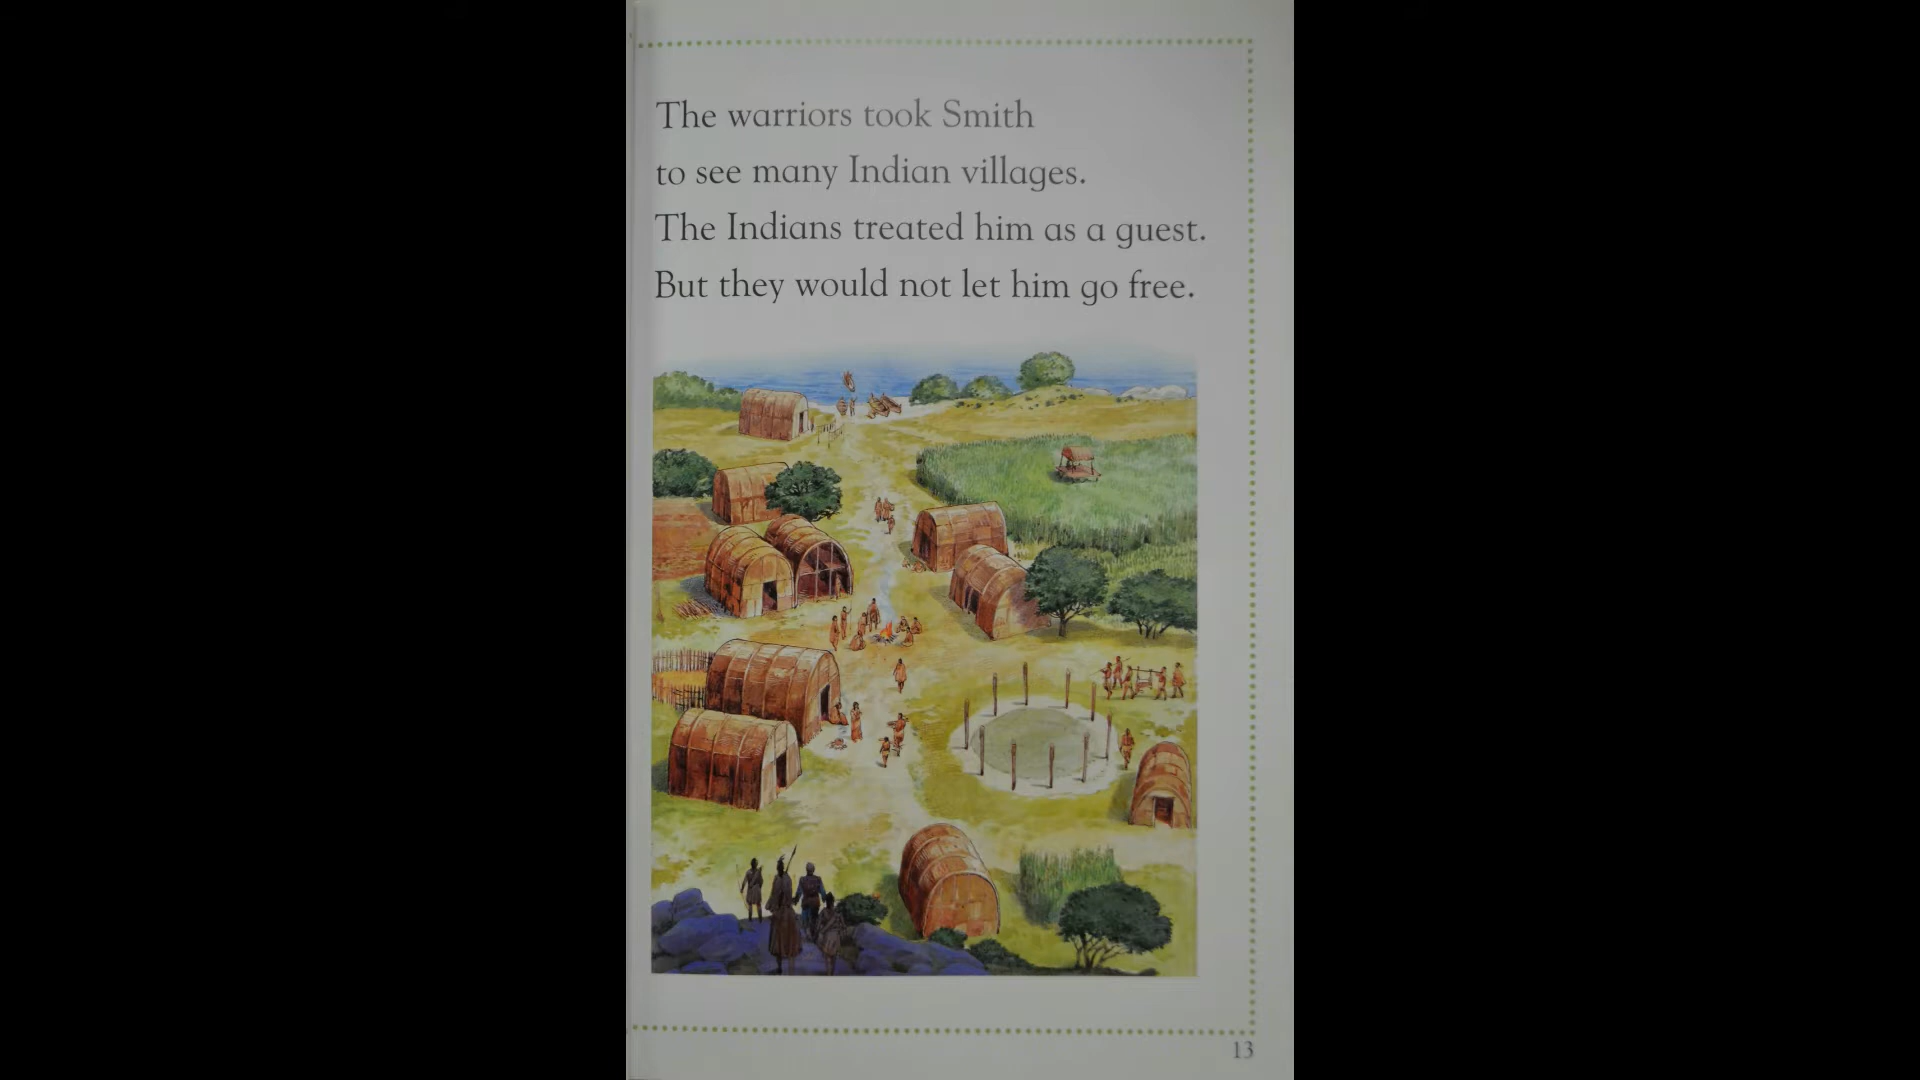 The warriors took Smith
to see many Indian villages.
The Indians treated him as a guest.
But they would not let him go free.
13